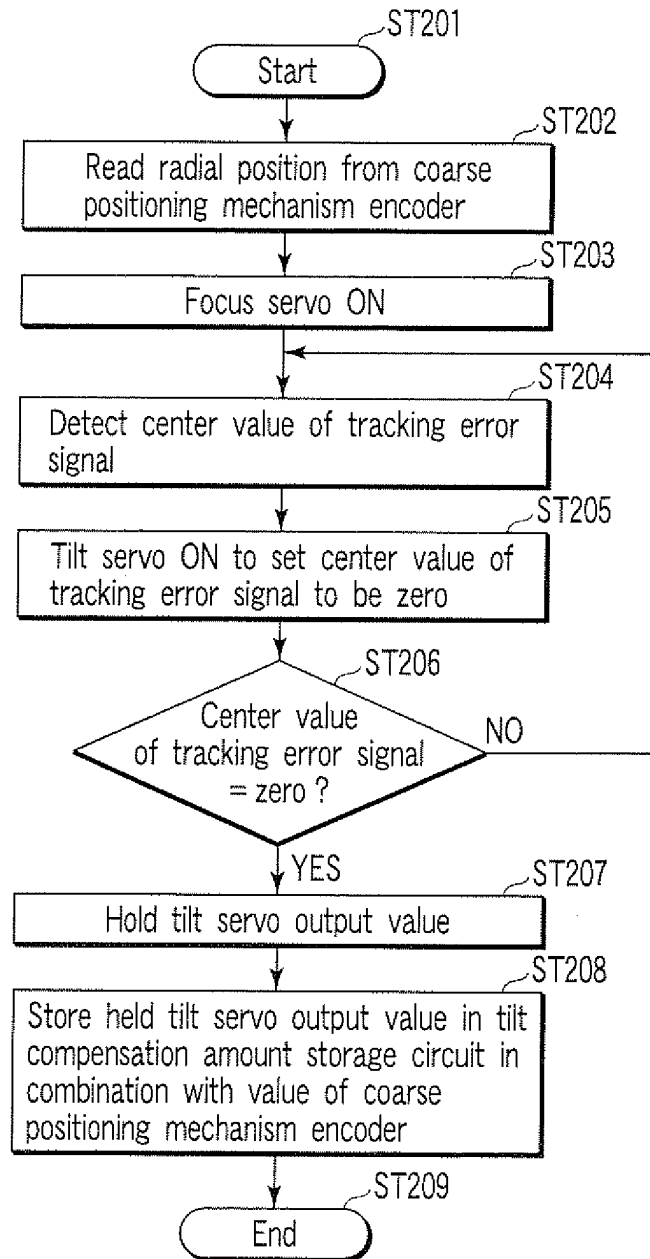 ST201
Start
ST202
Read radial position from coarse
positioning mechanism encoder
ST203
Focus servo ON
ST204
Detect center value of tracking error
signal
ST205
Tilt servo ON to set center value of
tracking error signal to be zero
ST206
Center value
of tracking error signal
= zero ?
NO
YES
ST207
Hold tilt servo output value
ST208
Store held tilt servo output value in tilt
compensation amount storage circuit in
combination with value of coarse
positioning mechanism encoder
ST209
End